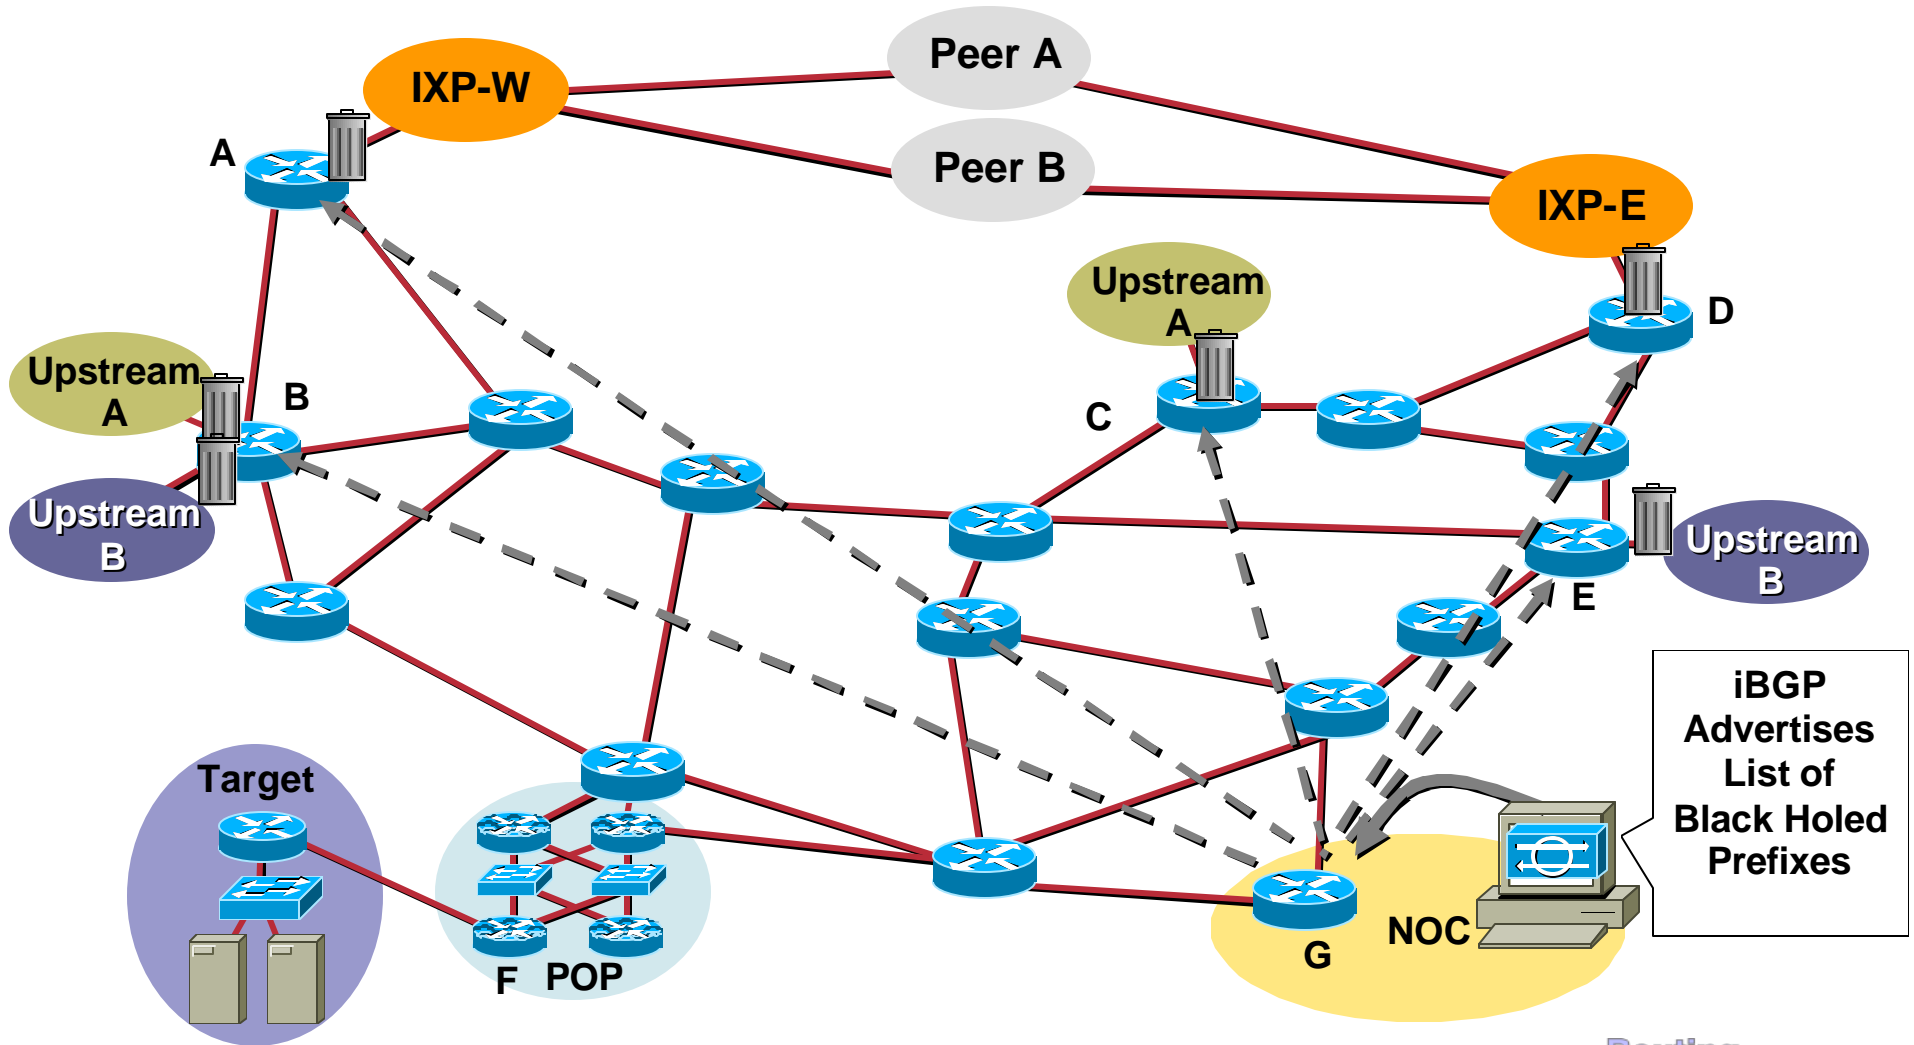 Peer A
IXP-W
A
Peer B
IXP-E
Upstream
A
D
Upstream
A
B
C
Upstream
B
Upstream
B
E
iBGP
Advertises
List of
Black Holed
Prefixes
Target
NOC
G
F
POP